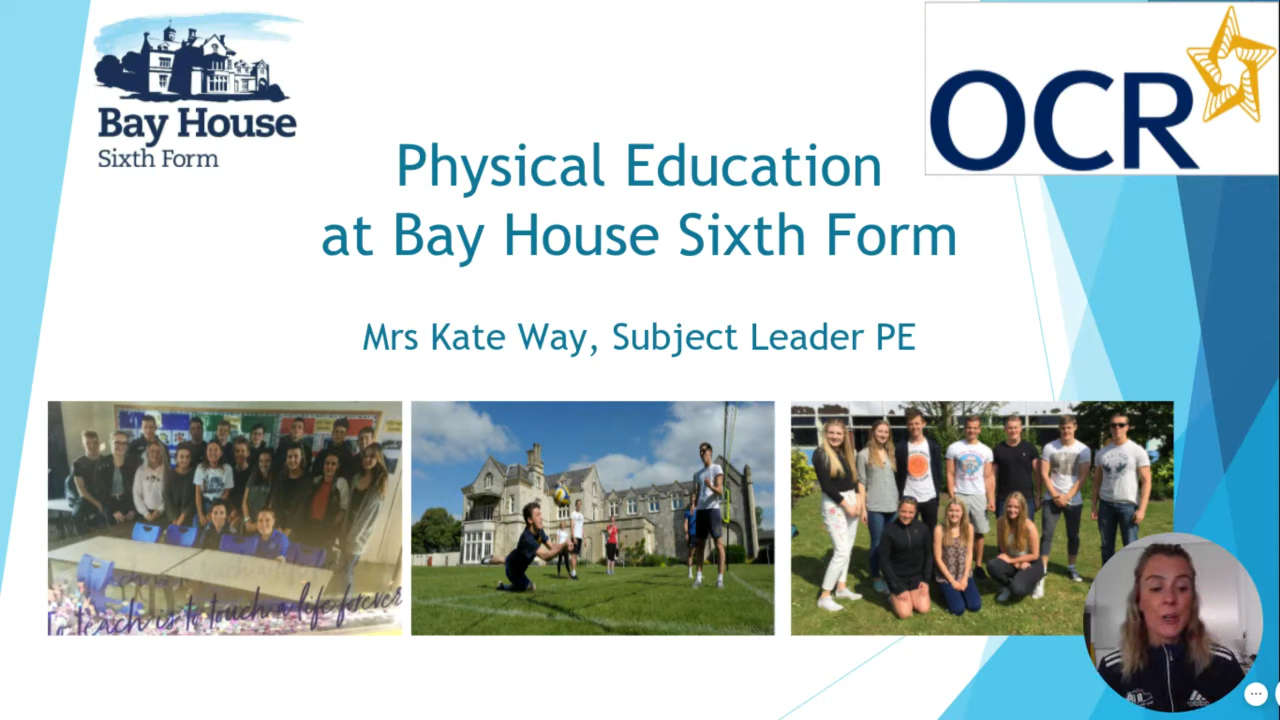 Bay House
Sixth Form
OCR
Physical Education
at Bay House Sixth Form
Mrs Kate Way, Subject Leader PE
To teach is to touch a life forever